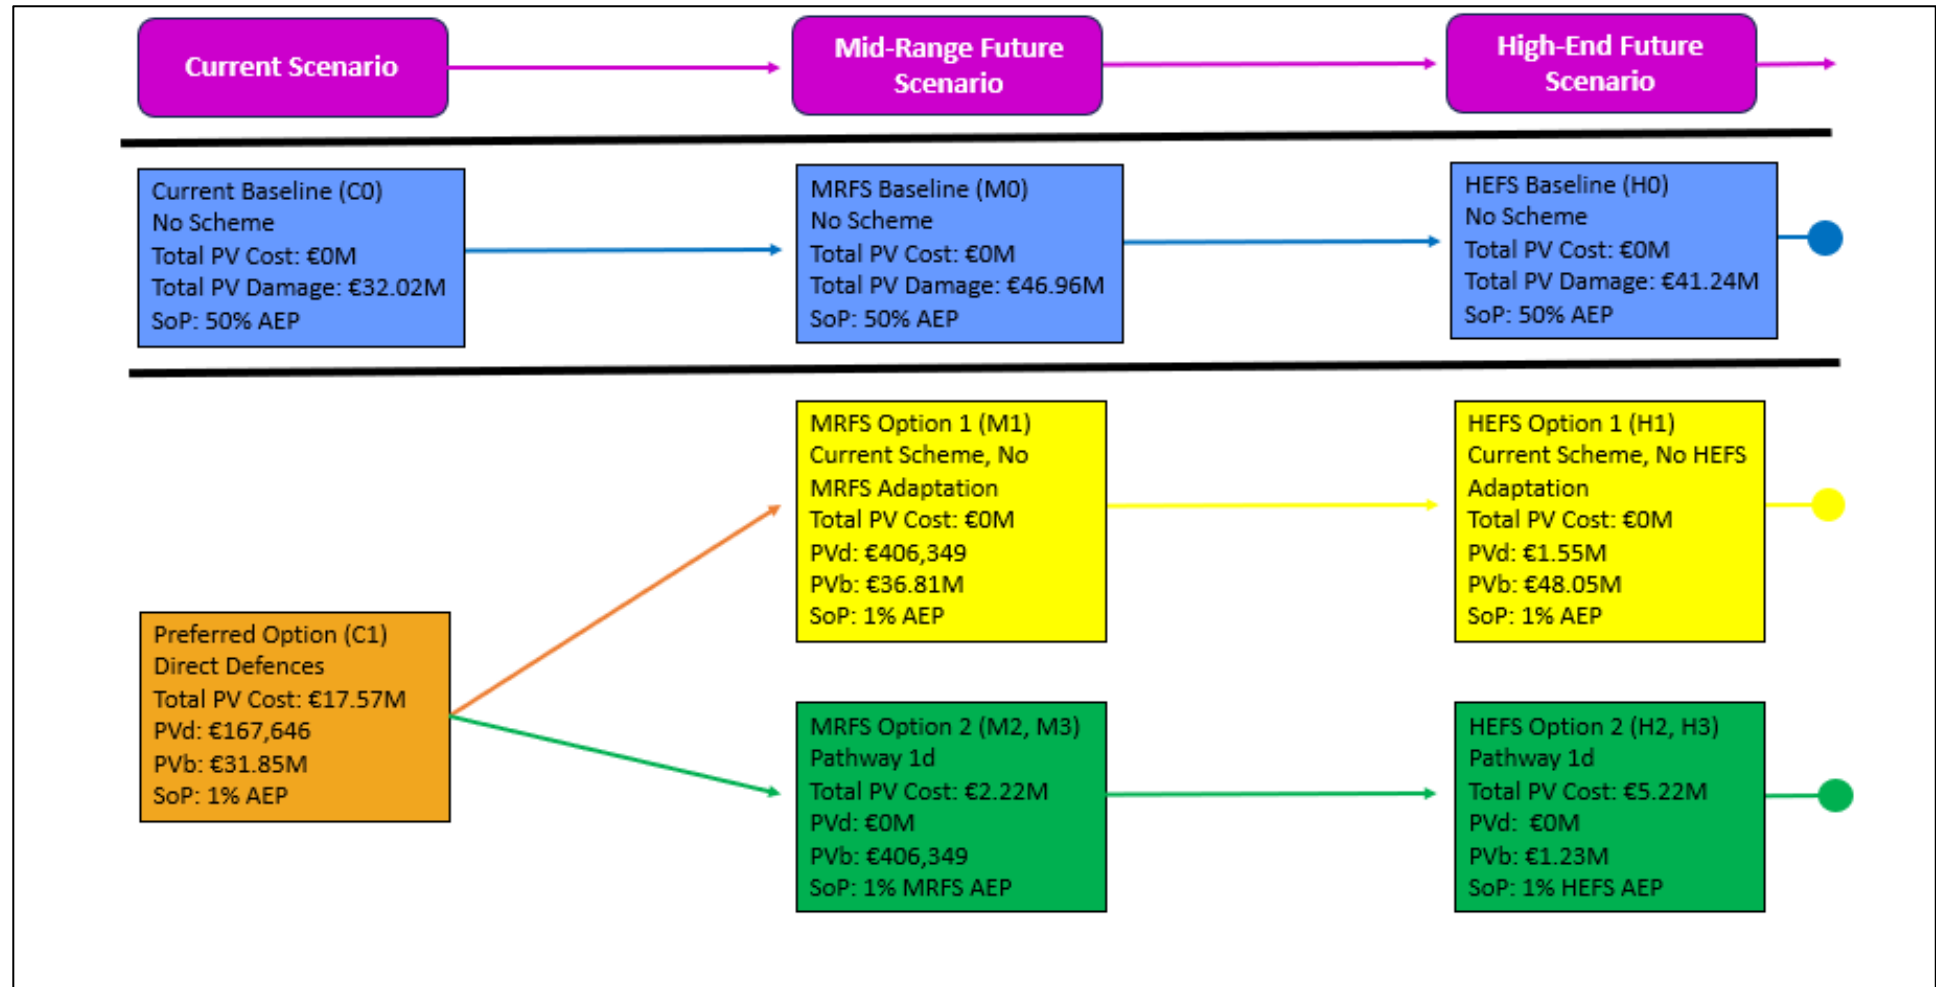 Current Scenario
Mid-Range Future
Scenario
High-End Future
Scenario
Current Baseline (C0)
No Scheme
Total PV Cost: €0M
Total PV Damage: €32.02M
SoP: 50% AEP
MRFS Baseline (M0)
No Scheme
Total PV Cost: €0M
Total PV Damage: €46.96M
SoP: 50% AEP
HEFS Baseline (H0)
No Scheme
Total PV Cost: €0M
Total PV Damage: €41.24M
SoP: 50% AEP
Preferred Option (C1)
Direct Defences
Total PV Cost: €17.57M
PVd: €167,646
PVb: €31.85M
SoP: 1% AEP
MRFS Option 1 (M1)
Current Scheme, No
MRFS Adaptation
Total PV Cost: €0M
PVd: €406,349
PVb: €36.81M
SoP: 1% AEP
HEFS Option 1 (H1)
Current Scheme, No HEFS
Adaptation
Total PV Cost: €0M
PVd: €1.55M
PVb: €48.05M
SoP: 1% AEP
MRFS Option 2 (M2, M3)
Pathway 1d
Total PV Cost: €2.22M
PVd: €0M
PVb: €406,349
SoP: 1% MRFS AEP
HEFS Option 2 (H2, H3)
Pathway 1d
Total PV Cost: €5.22M
PVd: €0M
PVb: €1.23M
SoP: 1% HEFS AEP